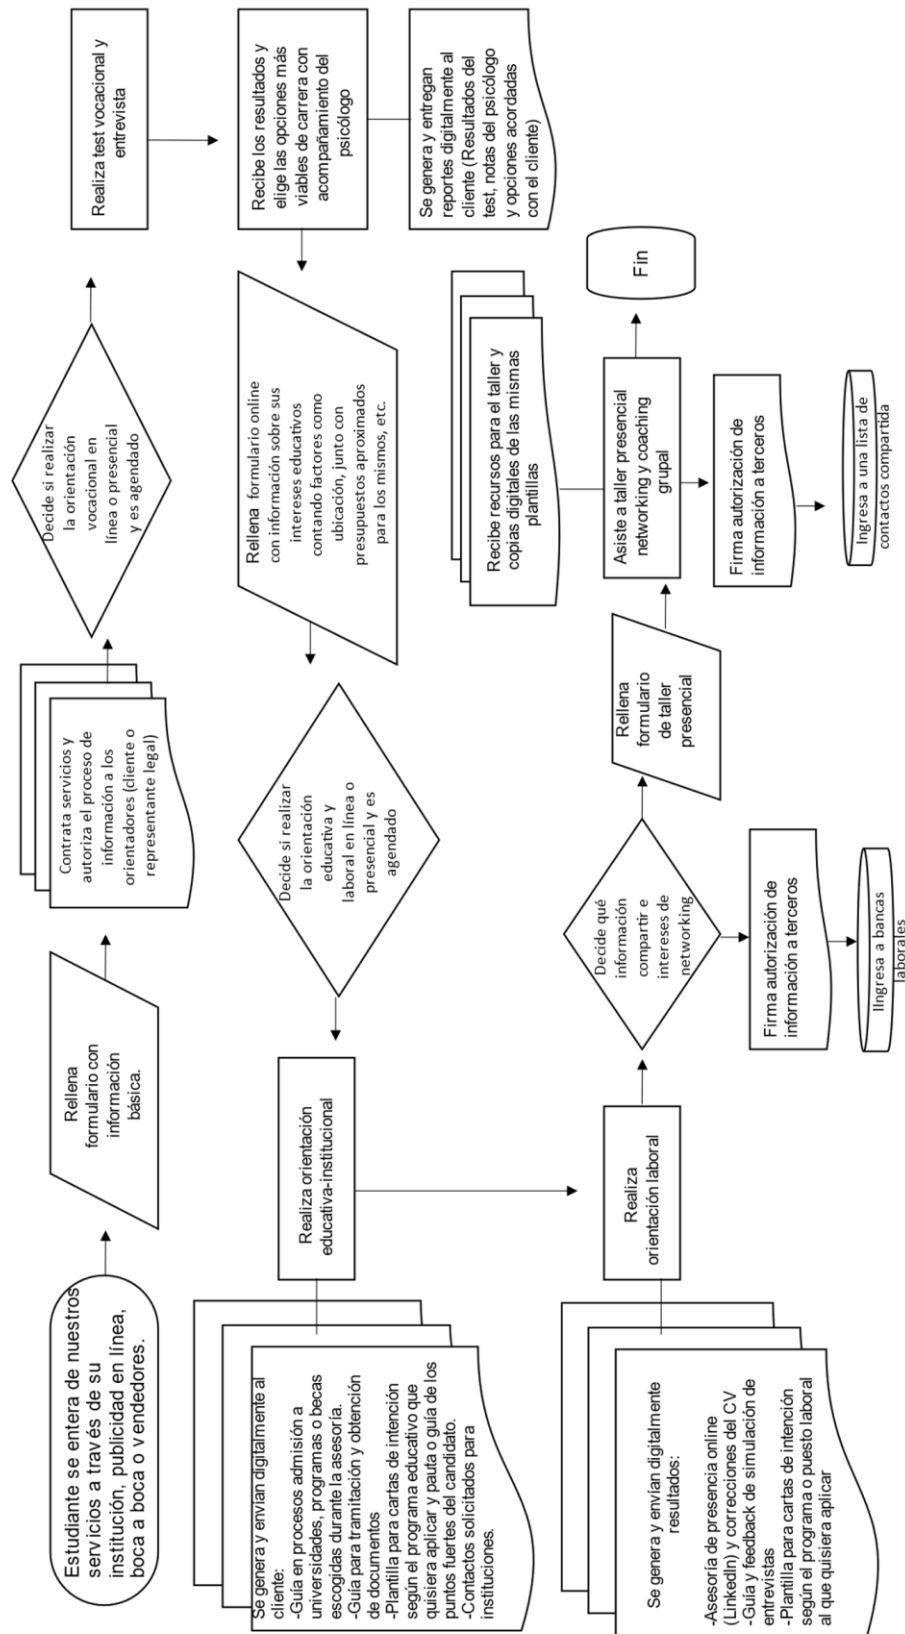 Estudiante se entera de nuestros
servicios a través de su
institución, publicidad en línea,
boca a boca o vendedores.
Rellena
formulario con
información
básica.
Contrata servicios y
autoriza el proceso de
información a los
orientadores (cliente o
representante legal)
Decide si realizar
la orientación
vocacional en
línea o presencial
y es agendado
Realiza test vocacional y
entrevista
Recibe los resultados y
elige las opciones más
viables de carrera con
acompañamiento del
psicólogo
Se genera y entregan
reportes digitalmente al
cliente (Resultados del
test, notas del psicólogo
y opciones acordadas
con el cliente)
Rellena formulario online
con información sobre sus
intereses educativos
contando factores como
ubicación, junto con
presupuestos aproximados
para los mismos, etc.
Decide si realizar
la orientación
educativa y
laboral en línea o
presencial y es
agendado
Realiza orientación
educativa-institucional
Se genera y envían digitalmente al
cliente:
-Guía en procesos admisión a
universidades, programas o becas
escogidas durante la asesoría.
-Guía para tramitación y obtención
de documentos
-Plantilla para cartas de intención
según el programa educativo que
quisiera aplicar y pauta o guía de los
puntos fuertes del candidato.
-Contactos solicitados para
instituciones.
Realiza
orientación laboral
Se genera y envían digitalmente
resultados:
-Asesoría de presencia online
(LinkedIn) y correcciones del CV
-Guía y feedback de simulación de
entrevistas
-Plantilla para cartas de intención
según el programa o puesto laboral
al que quisiera aplicar
Decide qué
información
compartir e
intereses de
networking
Firma autorización de
información a terceros
IIngresa a bancas
laborales
Rellena
formulario
de taller
presencial
Recibe recursos para el taller y
copias digitales de las mismas
plantillas
Asiste a taller presencial
networking y coaching
grupal
Firma autorización de
información a terceros
Ingresa a una lista de
contactos compartida
Fin